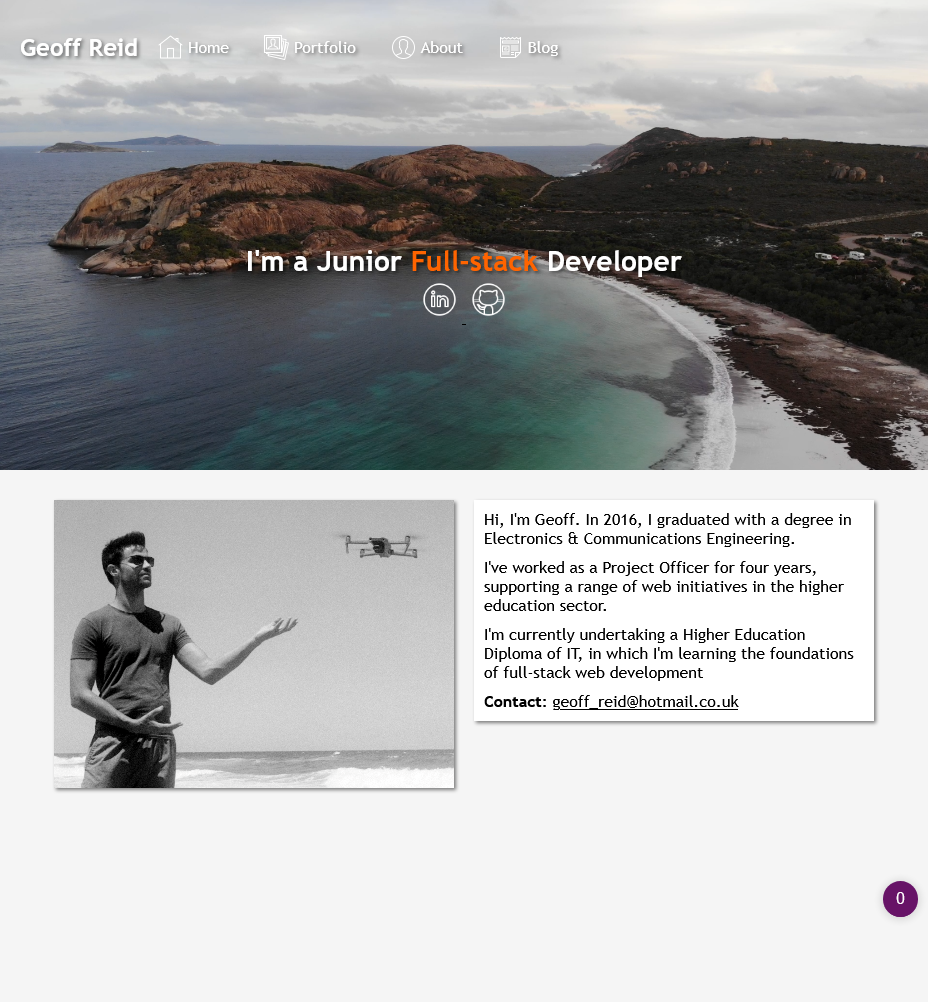 Geoff Reid Home Portfolio About Blog
I'm a Junior Full-stack Developer
in
Hi, I'm Geoff. In 2016, I graduated with a degree in
Electronics & Communications Engineering.
I've worked as a Project Officer for four years,
supporting a range of web initiatives in the higher
education sector.
I'm currently undertaking a Higher Education
Diploma of IT, in which I'm learning the foundations
of full-stack web development
Contact: geoff_reid@hotmail.co.uk
0